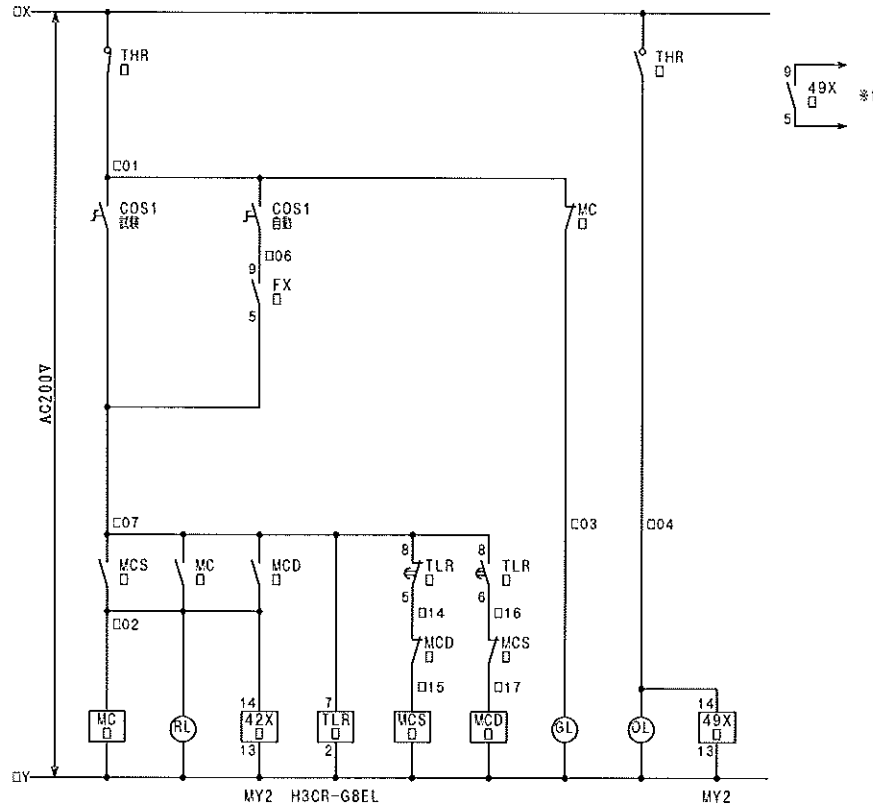 □X
THR
□
THR
□
9
49X
□
5
※1
□01
COS1
試験
COS1
自動
MC
□
□06
9
FX
□
5
AC200V
□07
□03
□04
MCS
□
MC
□
MCD
□
8
TLR
□
5
8
TLR
□
6
□02
□14
□16
MCD
□
MCS
□
□15
□17
MC
□
RL
14
42X
□
13
7
TLR
□
2
MCS
□
MCD
□
GL
OL
14
49X
□
13
□Y
MY2
H3CR-G8EL
MY2